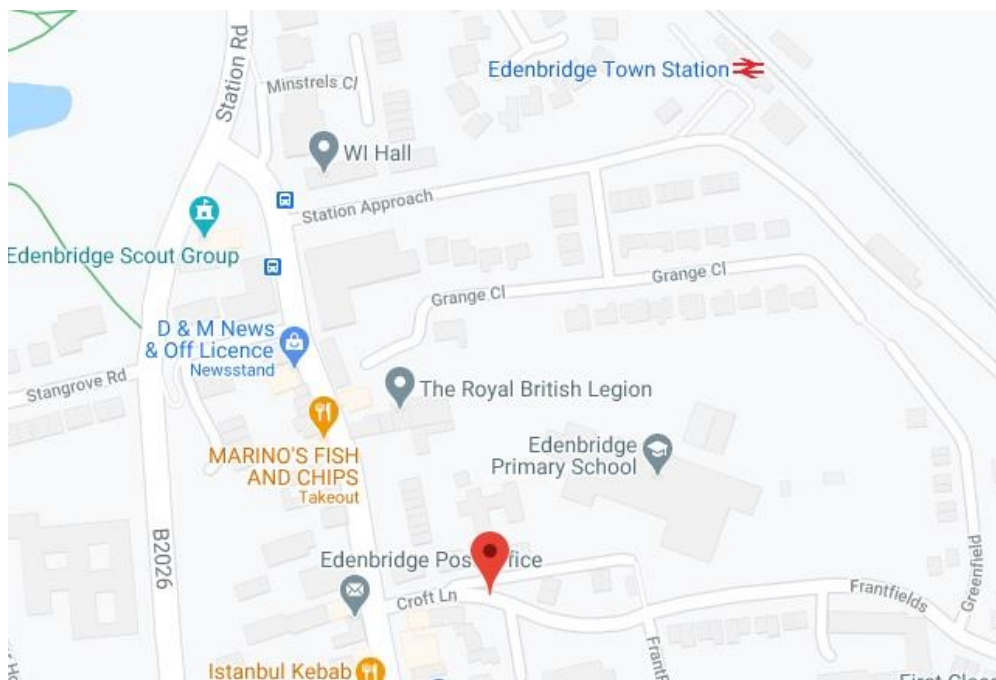 Station Rd
Minstrels Cl
Edenbridge Town Station
WI Hall
Station Approach
Edenbridge Scout Group
Grange Cl
Grange Cl
D & M News
& Off Licence
Newsstand
Stangrove Rd
The Royal British Legion
MARINO'S FISH
AND CHIPS
Takeout
Edenbridge
Primary School
B2026
Edenbridge Pos fice
Croft Ln
Frantfields
Greenfield
Istanbul Kebab